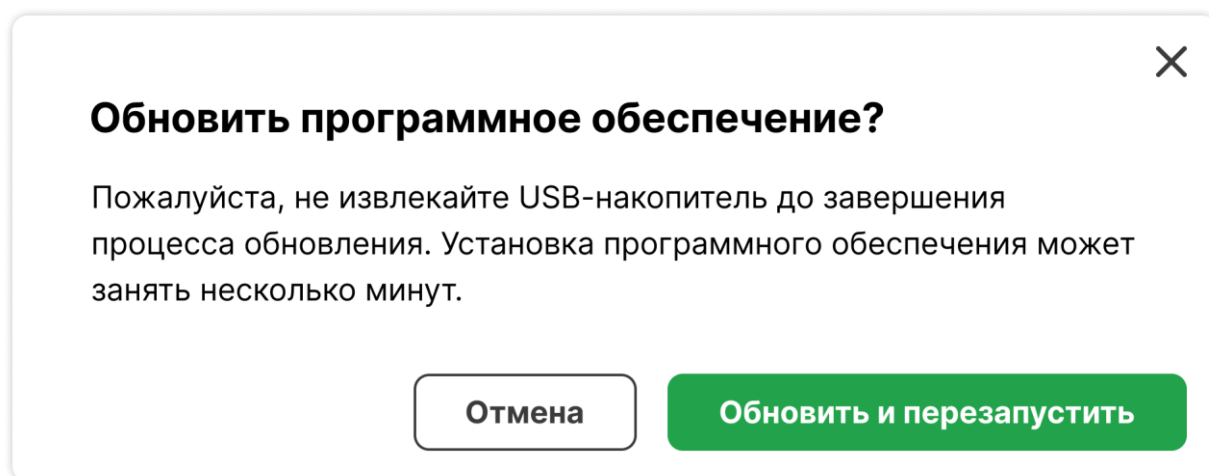 Обновить программное обеспечение?
Пожалуйста, не извлекайте USB-накопитель до завершения
процесса обновления. Установка программного обеспечения может
занять несколько минут.
Отмена
Обновить и перезапустить